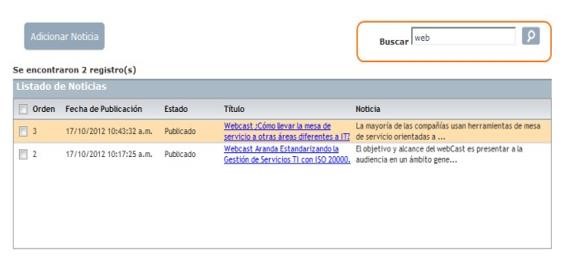 Adicionar Noticia
Buscar web
Se encontraron 2 registro(s)
Listado de Noticias
Orden Fecha de Publicación Estado Título Noticia
3 17/10/2012 10:43:32 a.m. Publicado Webcast ¿Cómo llevar la mesa de servicio a otras áreas diferentes a IT? La mayoría de las compañías usan herramientas de mesa de servicio orientadas a ...
2 17/10/2012 10:17:25 a.m. Publicado Webcast Aranda Estandarizando la Gestión de Servicios TI con ISO 20000. El objetivo y alcance del webCast es presentar a la audiencia en un ámbito gene...